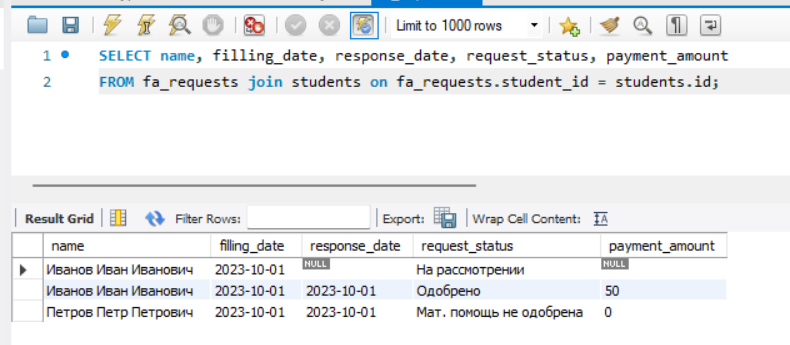 Limit to 1000 rows
1 SELECT name, filling_date, response_date, request_status, payment_amount
2 FROM fa_requests join students on fa_requests.student_id = students.id;
Result Grid Filter Rows: Export: Wrap Cell Content: IA
name filling_date response_date request_status payment_amount
Иванов Иван Иванович 2023-10-01 NULL На рассмотрении NULL
Иванов Иван Иванович 2023-10-01 2023-10-01 Одобрено 50
Петров Петр Петрович 2023-10-01 2023-10-01 Мат. помощь не одобрена 0